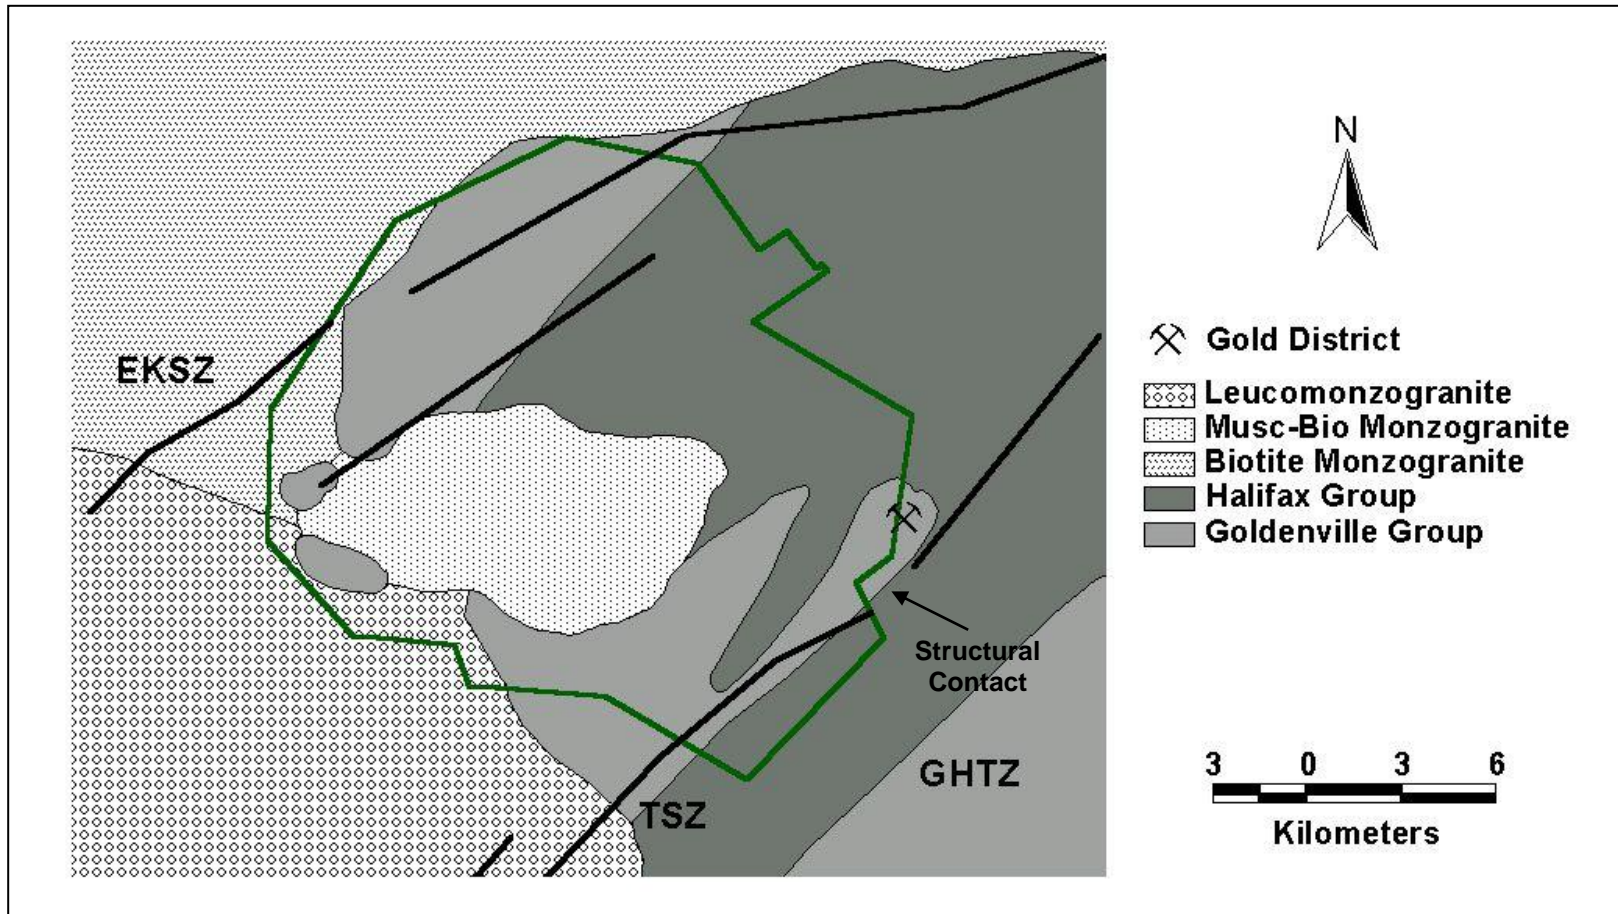 N
EKSZ
Gold District
Leucomonzogranite
Musc-Bio Monzogranite
Biotite Monzogranite
Halifax Group
Goldenville Group
Structural
Contact
GHTZ
TSZ
3 0 3 6
Kilometers